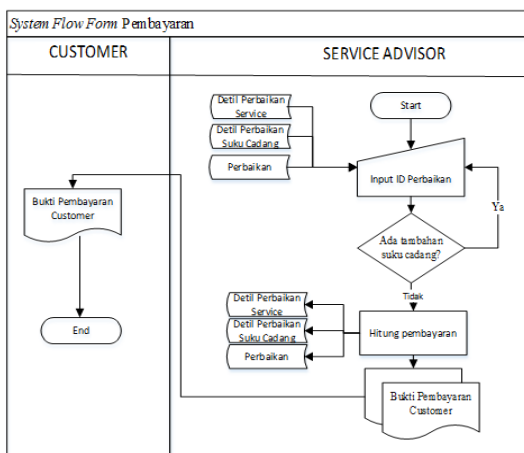 System Flow Form Pembayaran
CUSTOMER
SERVICE ADVISOR
Detil Perbaikan
Service
Detil Perbaikan
Suku Cadang
Perbaikan
Start
Input ID Perbaikan
Ya
Ada tambahan
suku cadang?
Tidak
Bukti Pembayaran
Customer
End
Detil Perbaikan
Service
Detil Perbaikan
Suku Cadang
Perbaikan
Hitung pembayaran
Bukti Pembayaran
Customer